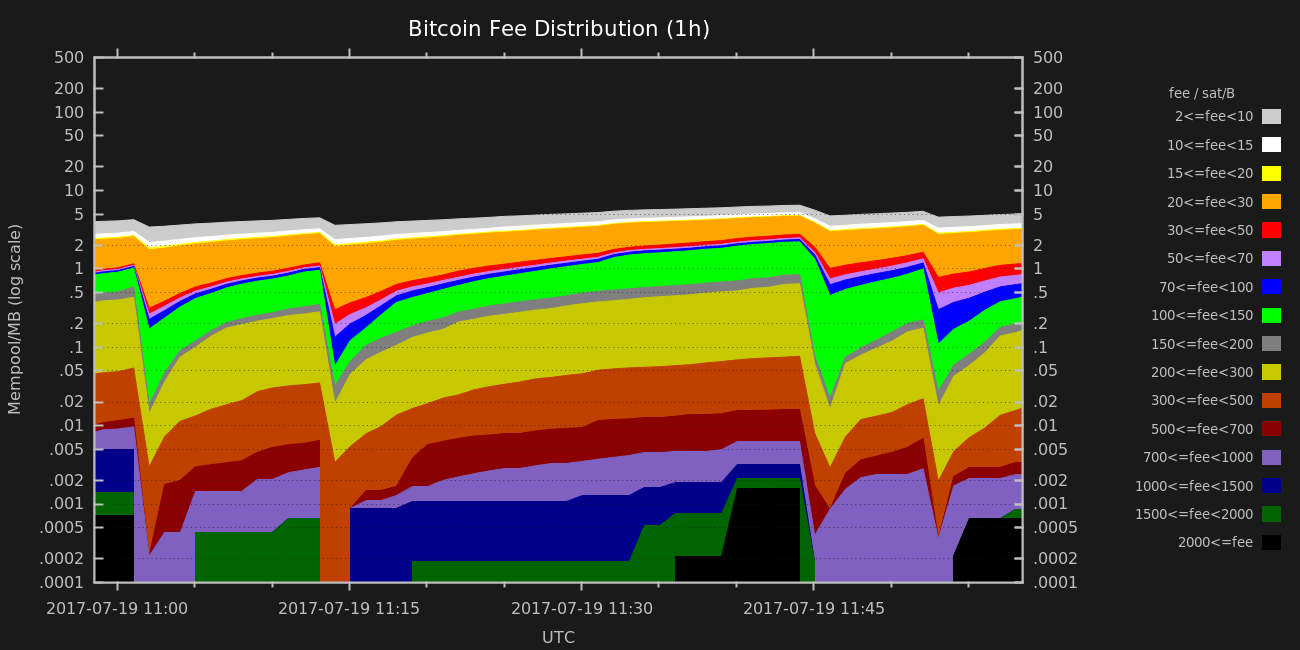 Bitcoin Fee Distribution (1h)
Mempool/MB (log scale)
500
200
100
50
20
10
5
2
1
.5
.2
.1
.05
.02
.01
.005
.002
.001
.0005
.0002
.0001
500
200
100
50
20
10
5
2
1
.5
.2
.1
.05
.02
.01
.005
.002
.001
.0005
.0002
.0001
2017-07-19 11:00
2017-07-19 11:15
2017-07-19 11:30
2017-07-19 11:45
UTC
fee / sat/B
2<=fee<10
10<=fee<15
15<=fee<20
20<=fee<30
30<=fee<50
50<=fee<70
70<=fee<100
100<=fee<150
150<=fee<200
200<=fee<300
300<=fee<500
500<=fee<700
700<=fee<1000
1000<=fee<1500
1500<=fee<2000
2000<=fee